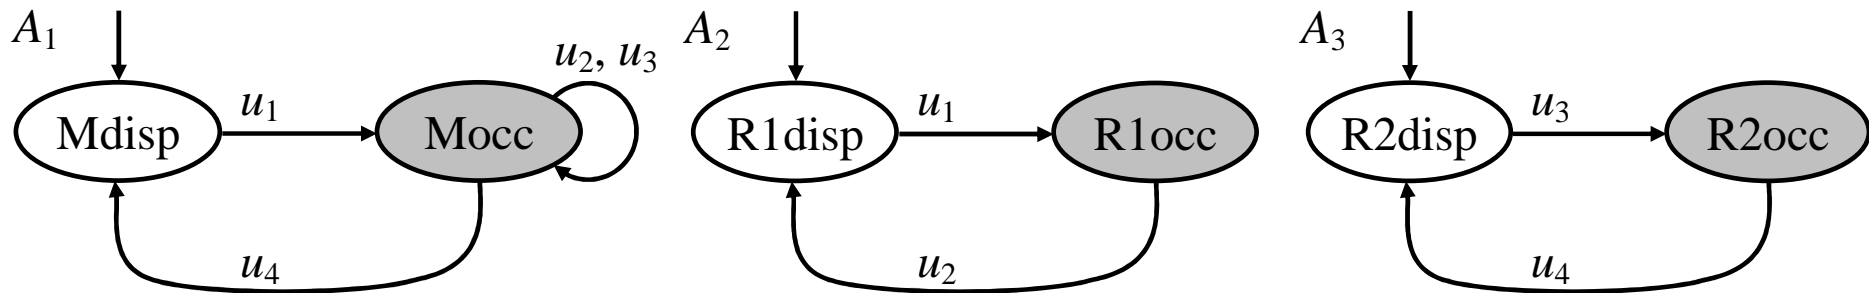 A1
u2, u3
Mdisp
u1
Mocc
u4
A2
R1disp
u1
R1occ
u2
A3
R2disp
u3
R2occ
u4